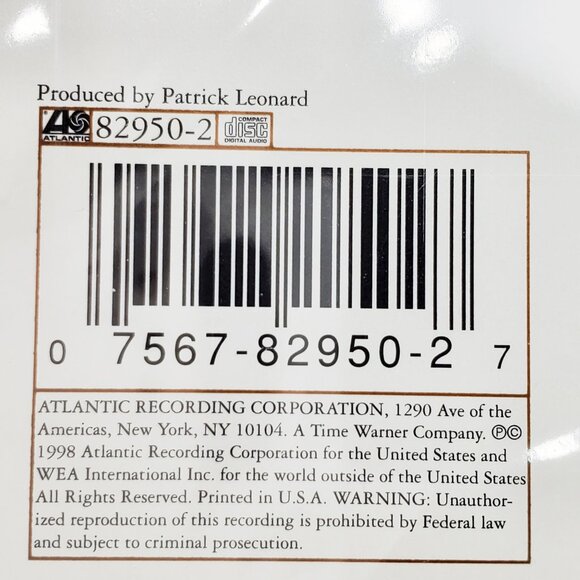 Produced by Patrick Leonard
ATLANTIC 82950-2 COMPACT disc DIGITAL AUDIO
0 7567-82950-2 7
ATLANTIC RECORDING CORPORATION, 1290 Ave of the
Americas, New York, NY 10104. A Time Warner Company. ℗©
1998 Atlantic Recording Corporation for the United States and
WEA International Inc. for the world outside of the United States
All Rights Reserved. Printed in U.S.A. WARNING: Unauthor-
ized reproduction of this recording is prohibited by Federal law
and subject to criminal prosecution.